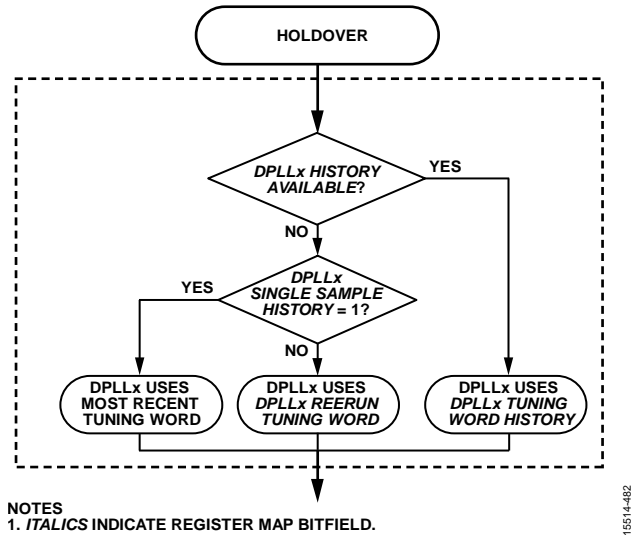 HOLDOVER
DPLLx HISTORY
AVAILABLE?
YES
NO
DPLLx
SINGLE SAMPLE
HISTORY = 1?
YES
NO
DPLLx USES
MOST RECENT
TUNING WORD
DPLLx USES
DPLLx REERUN
TUNING WORD
DPLLx USES
DPLLx TUNING
WORD HISTORY
NOTES
1. ITALICS INDICATE REGISTER MAP BITFIELD.
15514-482